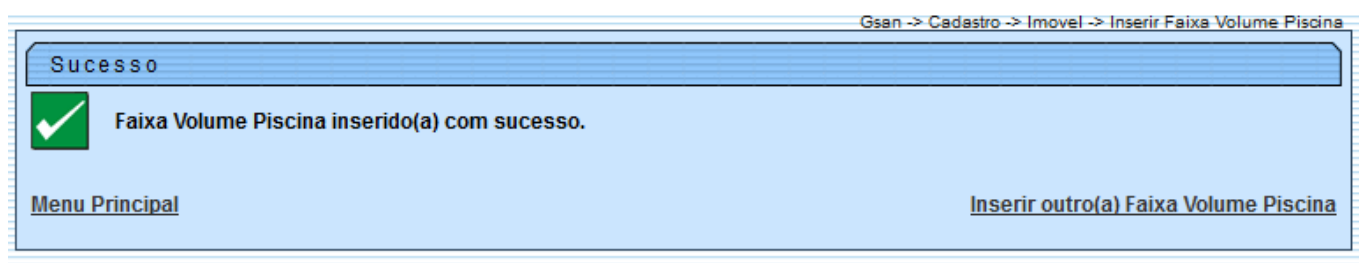 Gsan -> Cadastro -> Imovel -> Inserir Faixa Volume Piscina
Sucesso
Faixa Volume Piscina inserido(a) com sucesso.
Menu Principal Inserir outro(a) Faixa Volume Piscina